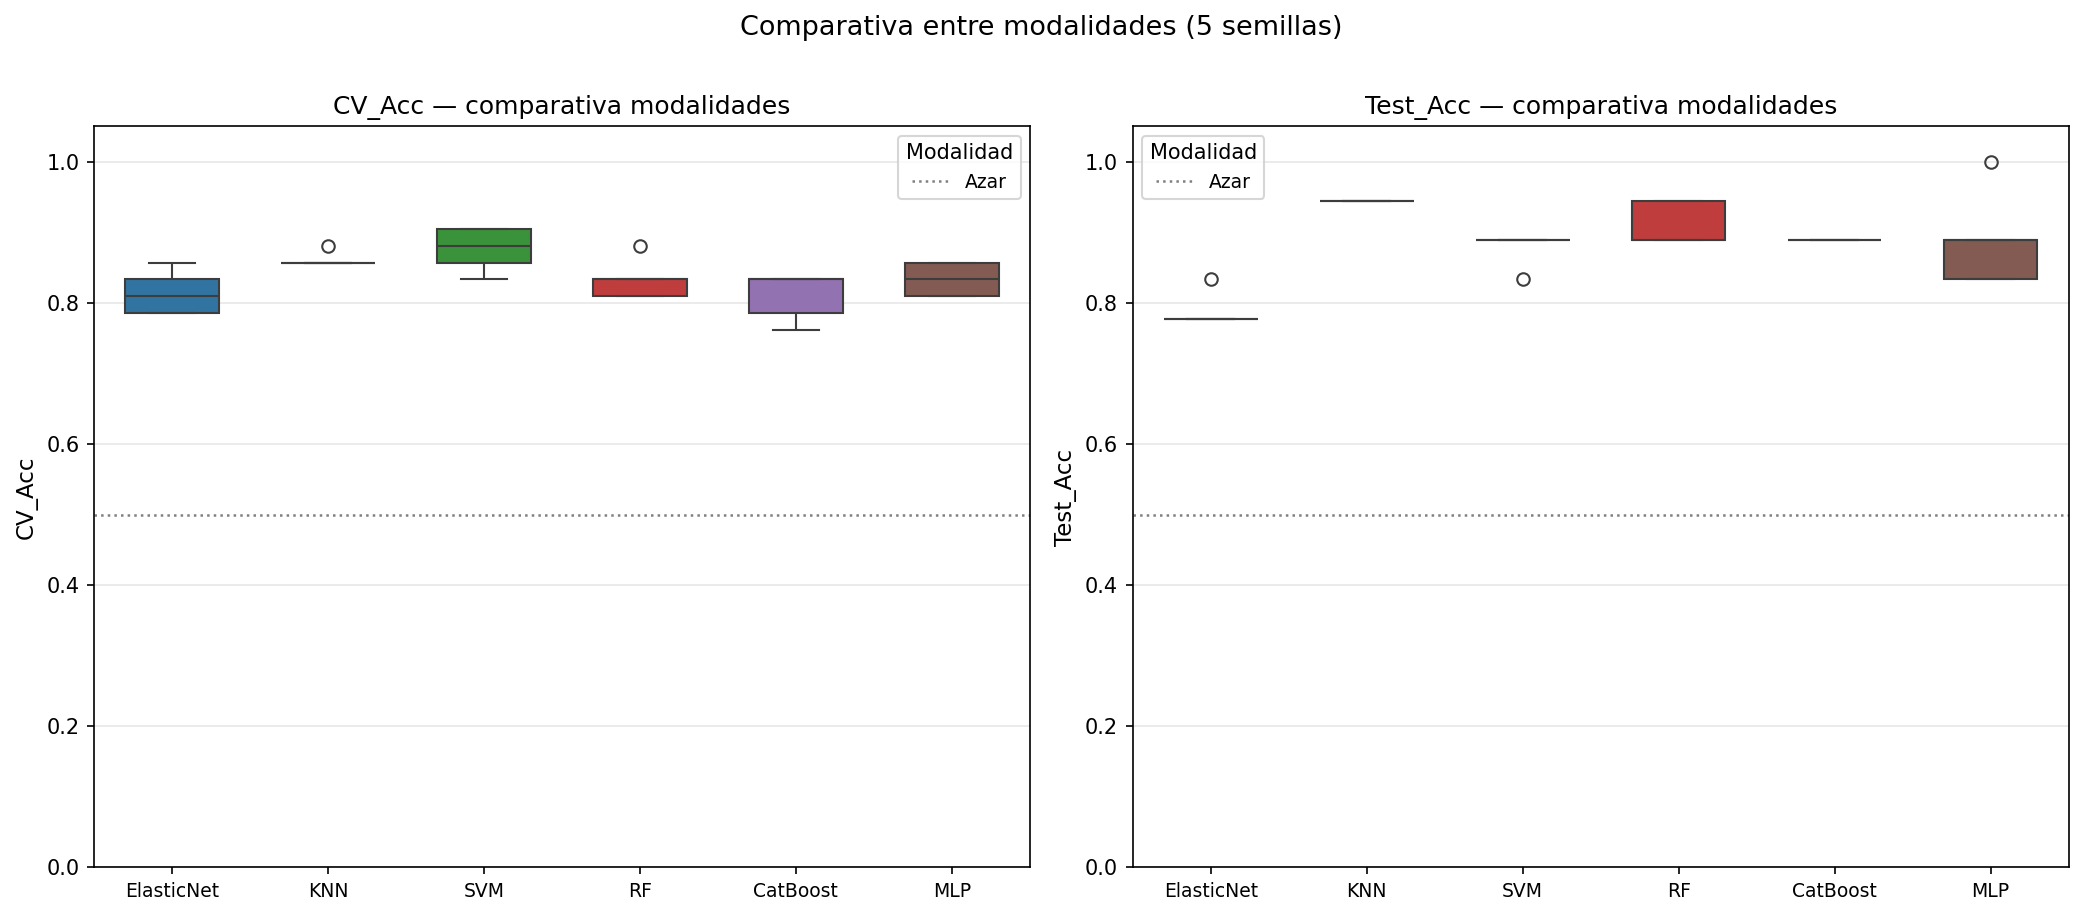 Comparativa entre modalidades (5 semillas)
CV_Acc — comparativa modalidades
Modalidad
Azar
1.0
0.8
0.6
0.4
0.2
0.0
CV_Acc
ElasticNet
KNN
SVM
RF
CatBoost
MLP
Test_Acc — comparativa modalidades
Modalidad
Azar
1.0
0.8
0.6
0.4
0.2
0.0
Test_Acc
ElasticNet
KNN
SVM
RF
CatBoost
MLP